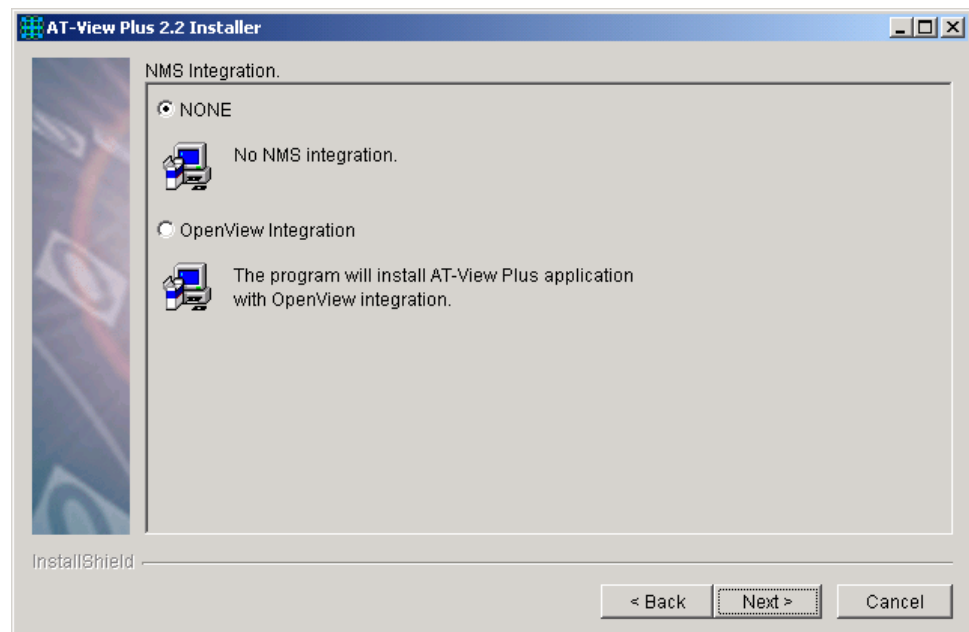 AT-View Plus 2.2 Installer
NMS Integration.
NONE
No NMS integration.
OpenView Integration
The program will install AT-View Plus application
with OpenView integration.
InstallShield
< Back
Next >
Cancel